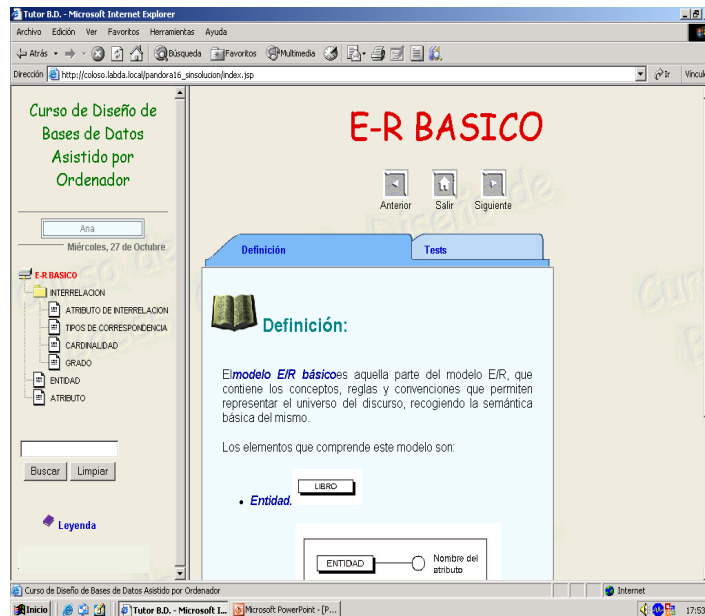 Tutor B.D. - Microsoft Internet Explorer
Archivo Edición Ver Favoritos Herramientas Ayuda
Atrás Búsqueda Favoritos Multimedia
Dirección http://coloso.labda.local/pandora16_sinsolucion/index.jsp Ir Víncul
Curso de Diseño de
Bases de Datos
Asistido por
Ordenador
Ana
Miércoles, 27 de Octubre
E-R BASICO
INTERRELACION
ATRIBUTO DE INTERRELACION
TIPOS DE CORRESPONDENCIA
CARDINALIDAD
GRADO
ENTIDAD
ATRIBUTO
Buscar Limpiar
Leyenda
E-R BASICO
Anterior Salir Siguiente
Definición Tests
Definición:
Elmodelo E/R básicoes aquella parte del modelo E/R, que
contiene los conceptos, reglas y convenciones que permiten
representar el universo del discurso, recogiendo la semántica
básica del mismo.
Los elementos que comprende este modelo son:
LIBRO
• Entidad.
ENTIDAD Nombre del
atributo
Curso de Diseño de Bases de Datos Asistido por Ordenador Internet
Inicio Tutor B.D. - Microsoft I... Microsoft PowerPoint - [P... 17:53